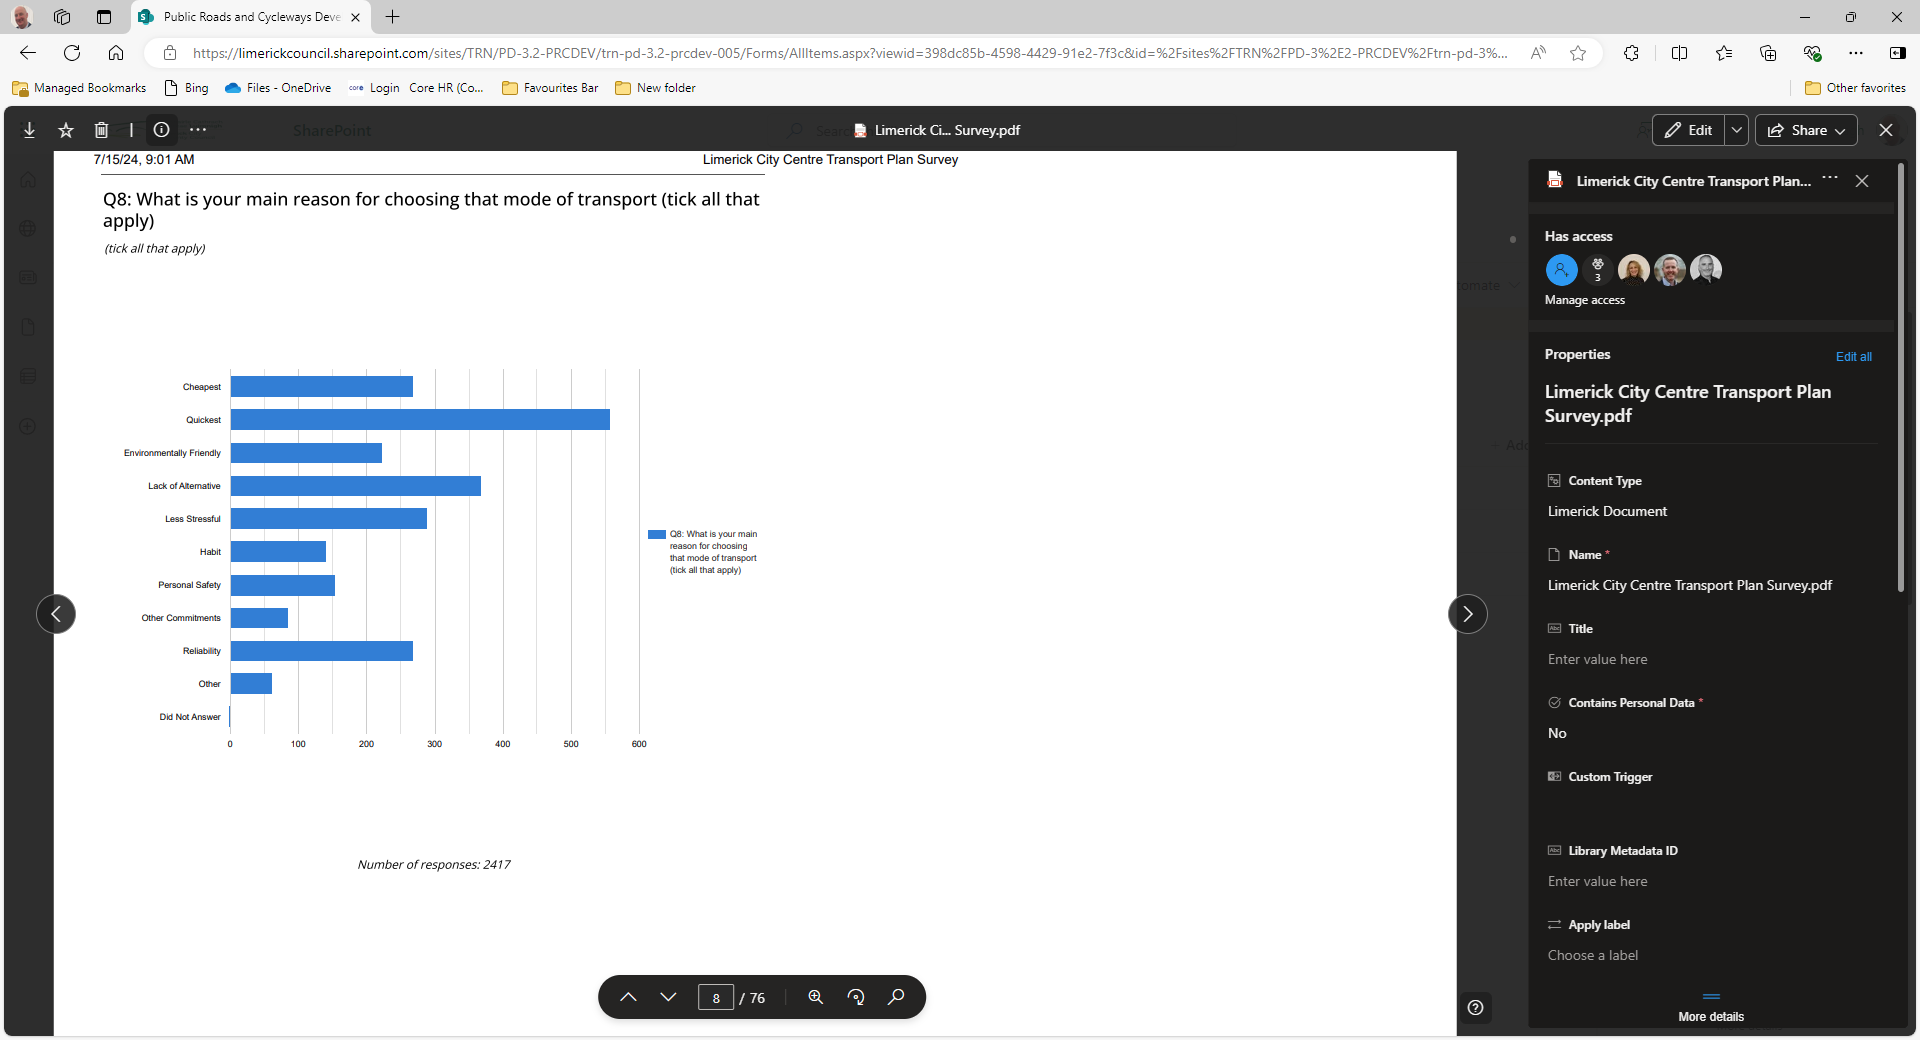 Public Roads and Cycleways Deve
https://limerickcouncil.sharepoint.com/sites/TRN/PD-3.2-PRCDEV/trn-pd-3.2-prcdev-005/Forms/AllItems.aspx?viewid=398dc85b-4598-4429-91e2-7f3c&id=%2Fsites%2FTRN%2FPD-3%2E2-PRCDEV%2Ftrn-pd-3%...
Managed Bookmarks Bing Files - OneDrive core Login Core HR (Co... Favourites Bar New folder Other favorites
SharePoint
Limerick Ci... Survey.pdf
Edit Share
7/15/24, 9:01 AM Limerick City Centre Transport Plan Survey
Q8: What is your main reason for choosing that mode of transport (tick all that
apply)
(tick all that apply)
Cheapest
Quickest
Environmentally Friendly
Lack of Alternative
Less Stressful
Habit
Personal Safety
Other Commitments
Reliability
Other
Did Not Answer
0 100 200 300 400 500 600
Q8: What is your main
reason for choosing
that mode of transport
(tick all that apply)
Number of responses: 2417
8 / 76
Limerick City Centre Transport Plan...
Has access
3
Manage access
Properties
Edit all
Limerick City Centre Transport Plan
Survey.pdf
Content Type
Limerick Document
Name *
Limerick City Centre Transport Plan Survey.pdf
Abc Title
Enter value here
Contains Personal Data *
No
Custom Trigger
Abc Library Metadata ID
Enter value here
Apply label
Choose a label
More details